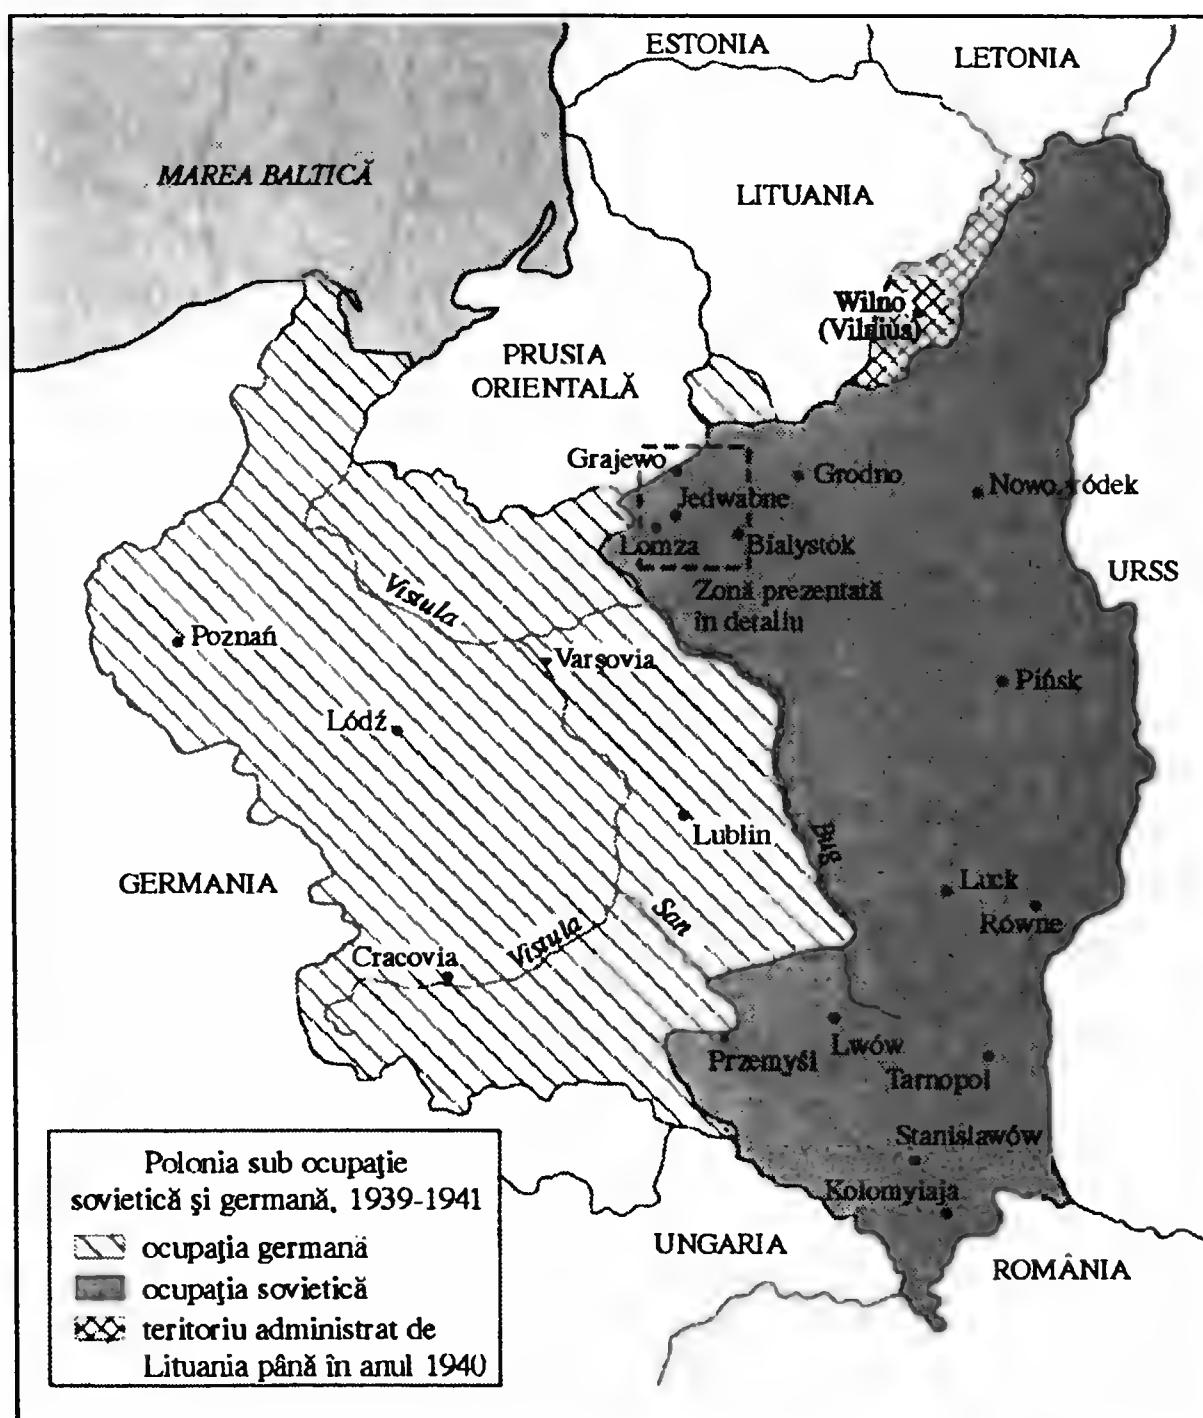 ESTONIA
LETONIA
MAREA BALTICĂ
LITUANIA
Wilno
(Vilnius)
PRUSIA
ORIENTALĂ
Grajewo
Grodno
Jedwabne
Lomza
Bialystok
Zonă prezentată
în detaliu
URSS
Vistula
Poznań
Varşovia
Pińsk
Lódź
Lublin
Bug
GERMANIA
Luck
San
Równe
Vistula
Cracovia
Lwów
Przemyśl
Tarnopol
Stanislawów
Kolomyiaja
UNGARIA
ROMÂNIA
Polonia sub ocupaţie
sovietică şi germană, 1939-1941
ocupaţia germană
ocupaţia sovietică
teritoriu administrat de
Lituania până în anul 1940